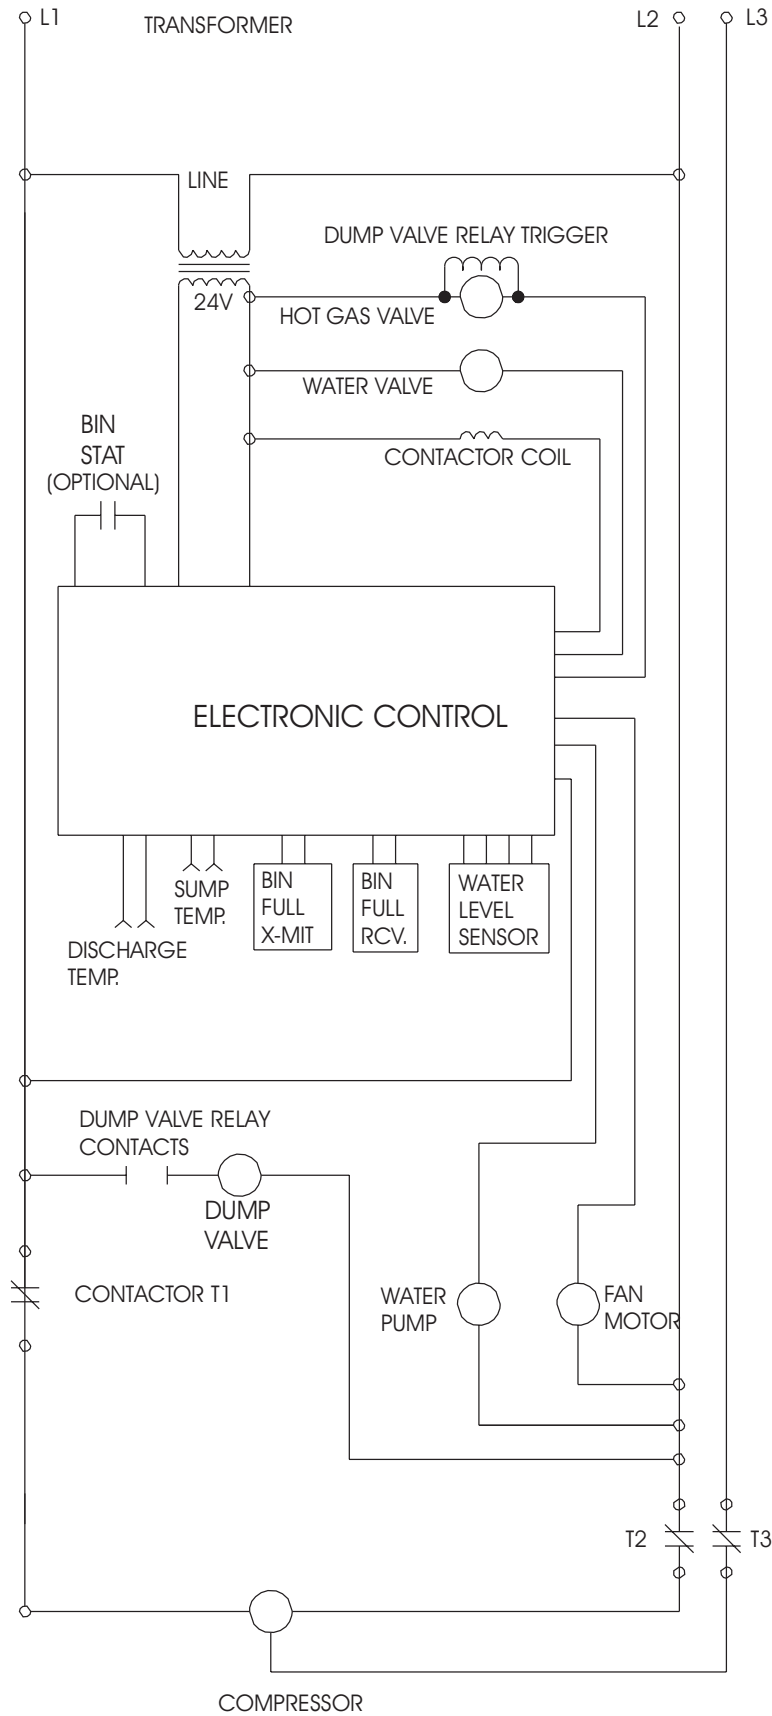 L1
TRANSFORMER
L2
L3
LINE
DUMP VALVE RELAY TRIGGER
24V
HOT GAS VALVE
WATER VALVE
BIN
STAT
(OPTIONAL)
CONTACTOR COIL
ELECTRONIC CONTROL
SUMP
TEMP.
BIN
FULL
X-MIT
BIN
FULL
RCV.
WATER
LEVEL
SENSOR
DISCHARGE
TEMP.
DUMP VALVE RELAY
CONTACTS
DUMP
VALVE
CONTACTOR T1
WATER
PUMP
FAN
MOTOR
T2
T3
COMPRESSOR